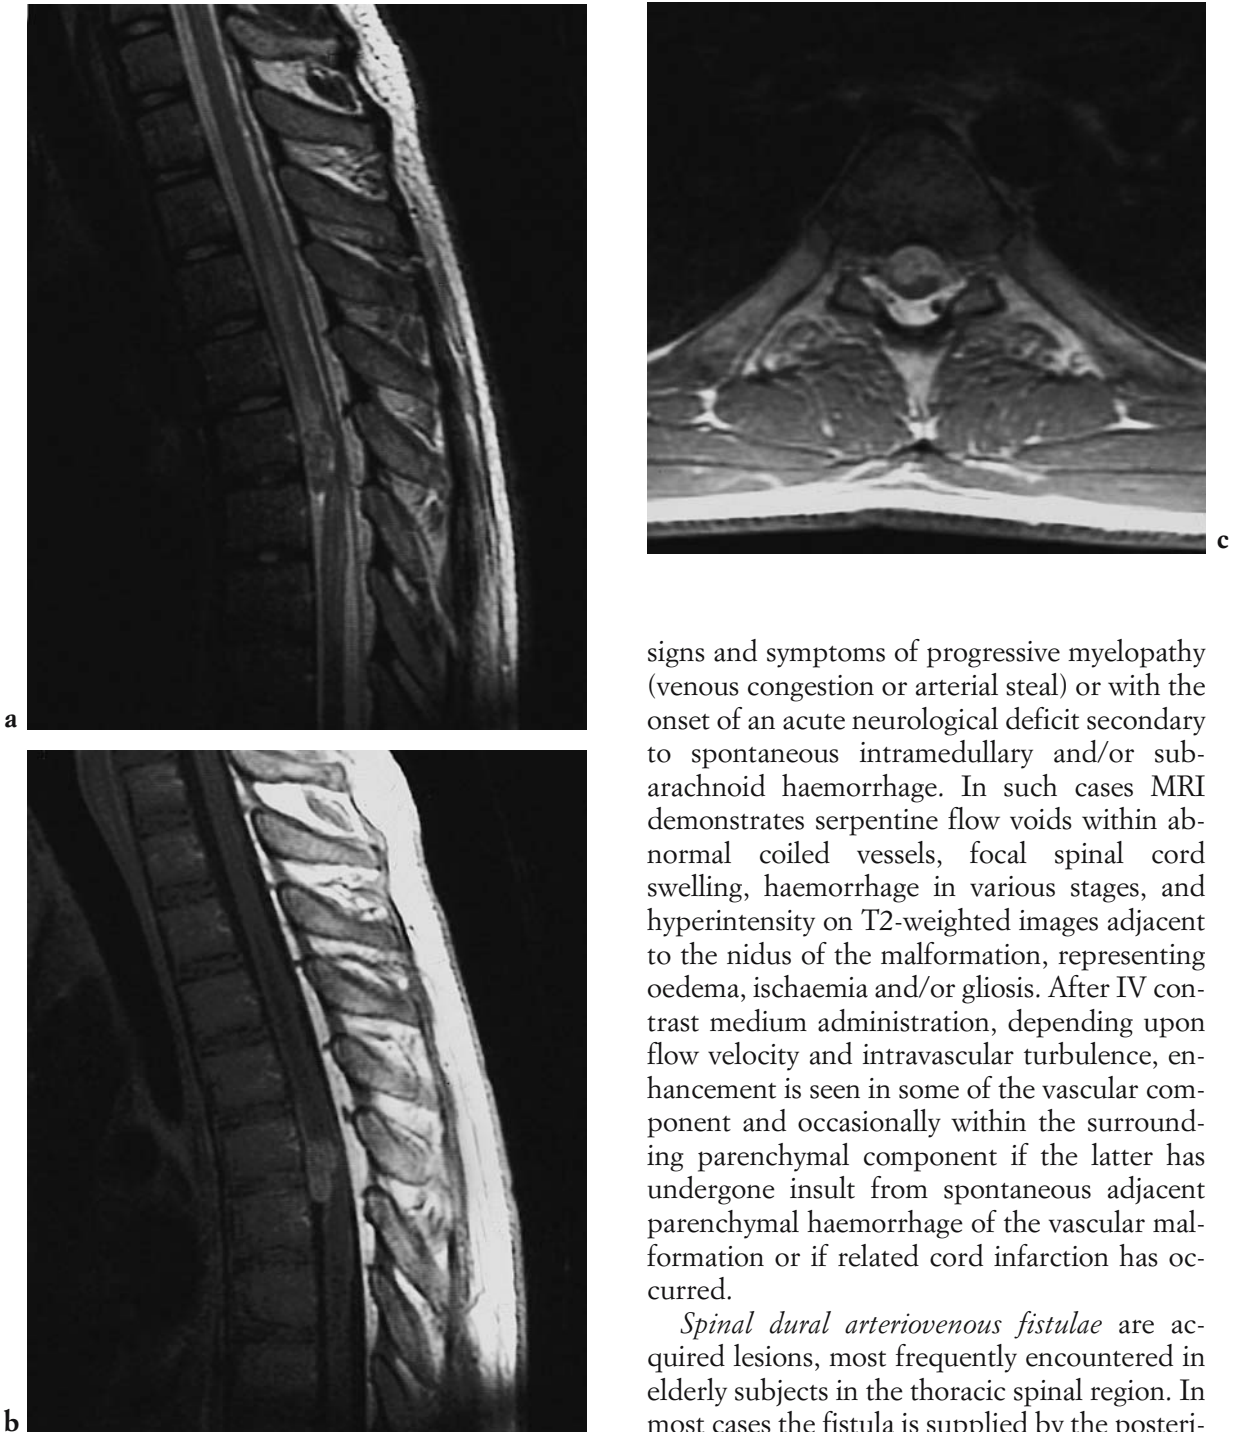 a
b
c
signs and symptoms of progressive myelopathy
(venous congestion or arterial steal) or with the
onset of an acute neurological deficit secondary
to spontaneous intramedullary and/or sub-
arachnoid haemorrhage. In such cases MRI
demonstrates serpentine flow voids within ab-
normal coiled vessels, focal spinal cord
swelling, haemorrhage in various stages, and
hyperintensity on T2-weighted images adjacent
to the nidus of the malformation, representing
oedema, ischaemia and/or gliosis. After IV con-
trast medium administration, depending upon
flow velocity and intravascular turbulence, en-
hancement is seen in some of the vascular com-
ponent and occasionally within the surround-
ing parenchymal component if the latter has
undergone insult from spontaneous adjacent
parenchymal haemorrhage of the vascular mal-
formation or if related cord infarction has oc-
curred.
Spinal dural arteriovenous fistulae are ac-
quired lesions, most frequently encountered in
elderly subjects in the thoracic spinal region. In
most cases the fistula is supplied by the posteri-